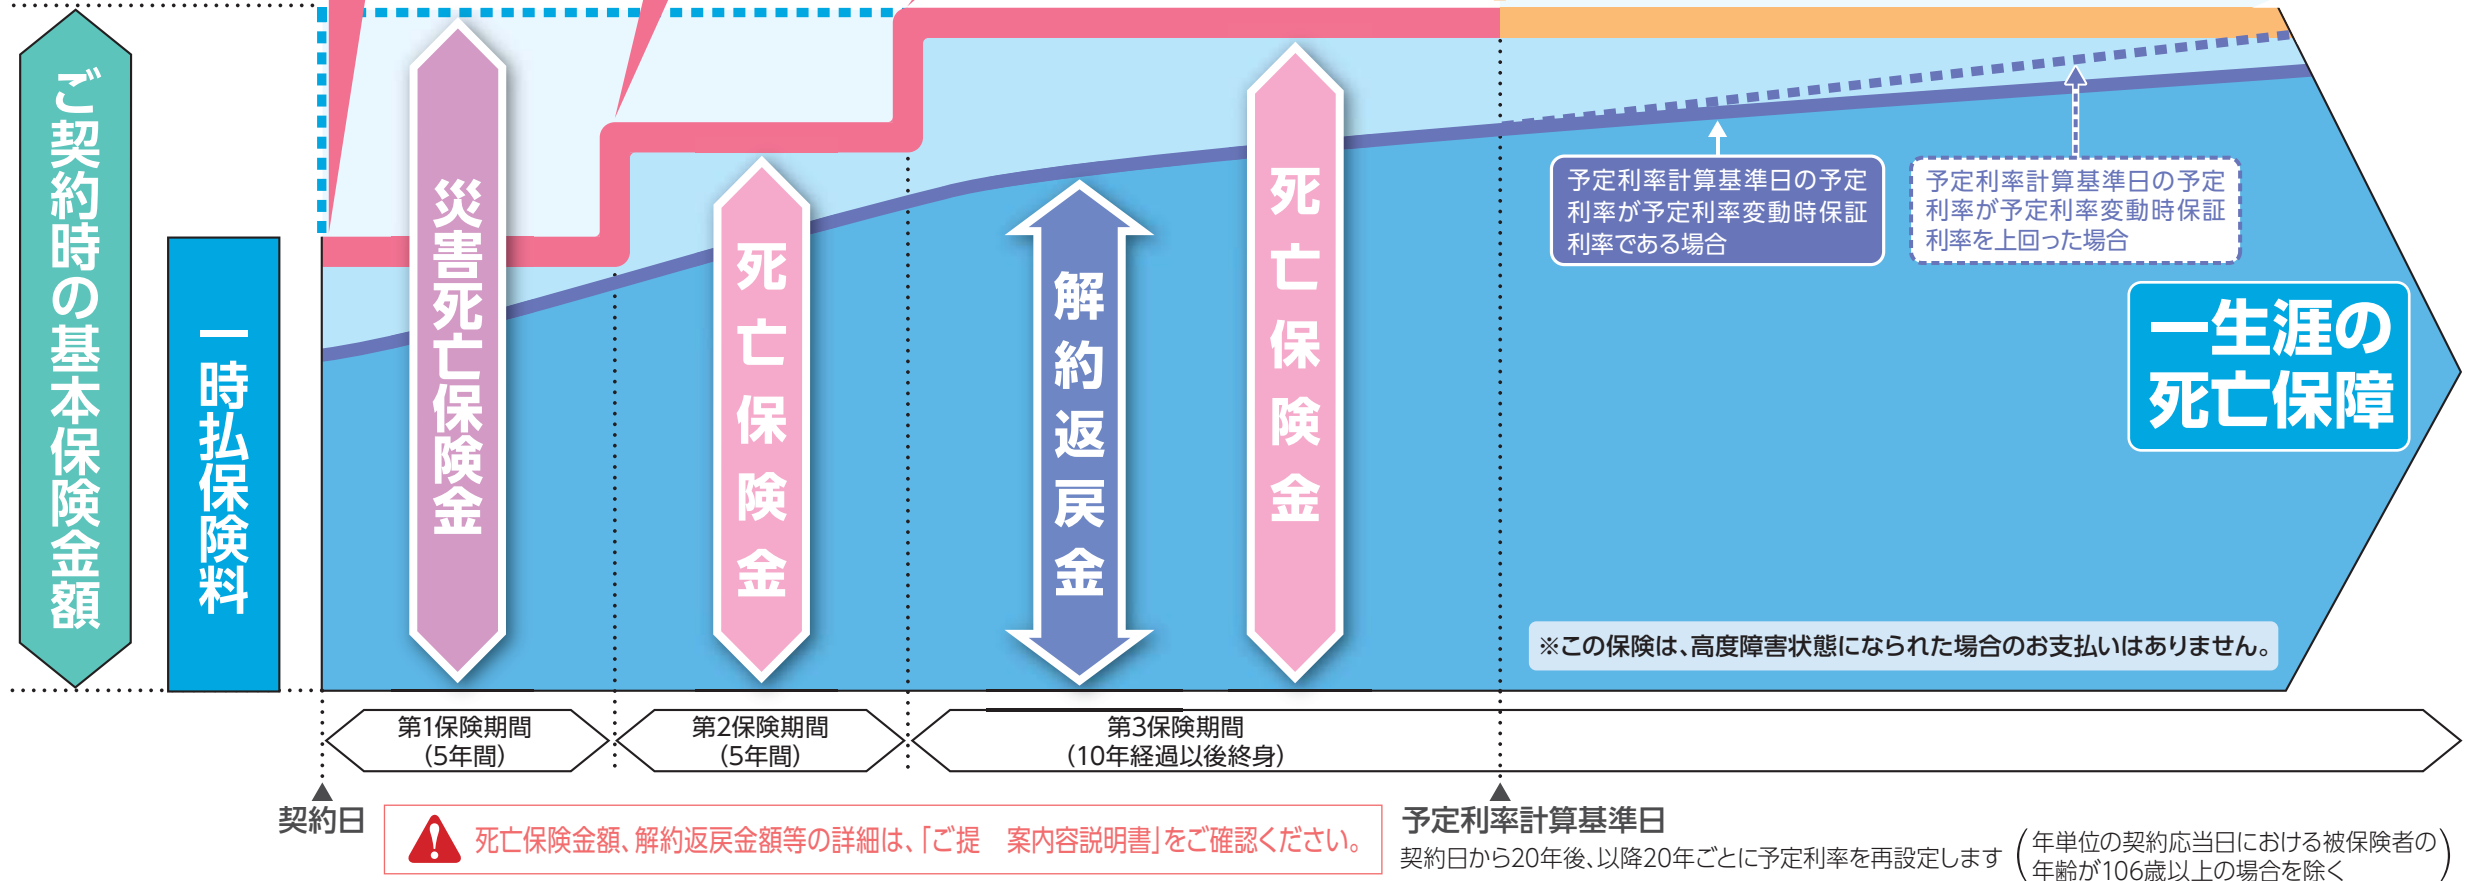 ご契約時の基本保険金額
一時払保険料
災害死亡保険金
死亡保険金
解約返戻金
死亡保険金
予定利率計算基準日の予定
利率が予定利率変動時保証
利率である場合
予定利率計算基準日の予定
利率が予定利率変動時保証
利率を上回った場合
一生涯の
死亡保障
※この保険は、高度障害状態になられた場合のお支払いはありません。
第1保険期間
（5年間）
第2保険期間
（5年間）
第3保険期間
（10年経過以後終身）
契約日
死亡保険金額、解約返戻金額等の詳細は、「ご提　案内容説明書」をご確認ください。
予定利率計算基準日
契約日から20年後、以降20年ごとに予定利率を再設定します
（年単位の契約応当日における被保険者の
年齢が106歳以上の場合を除く）